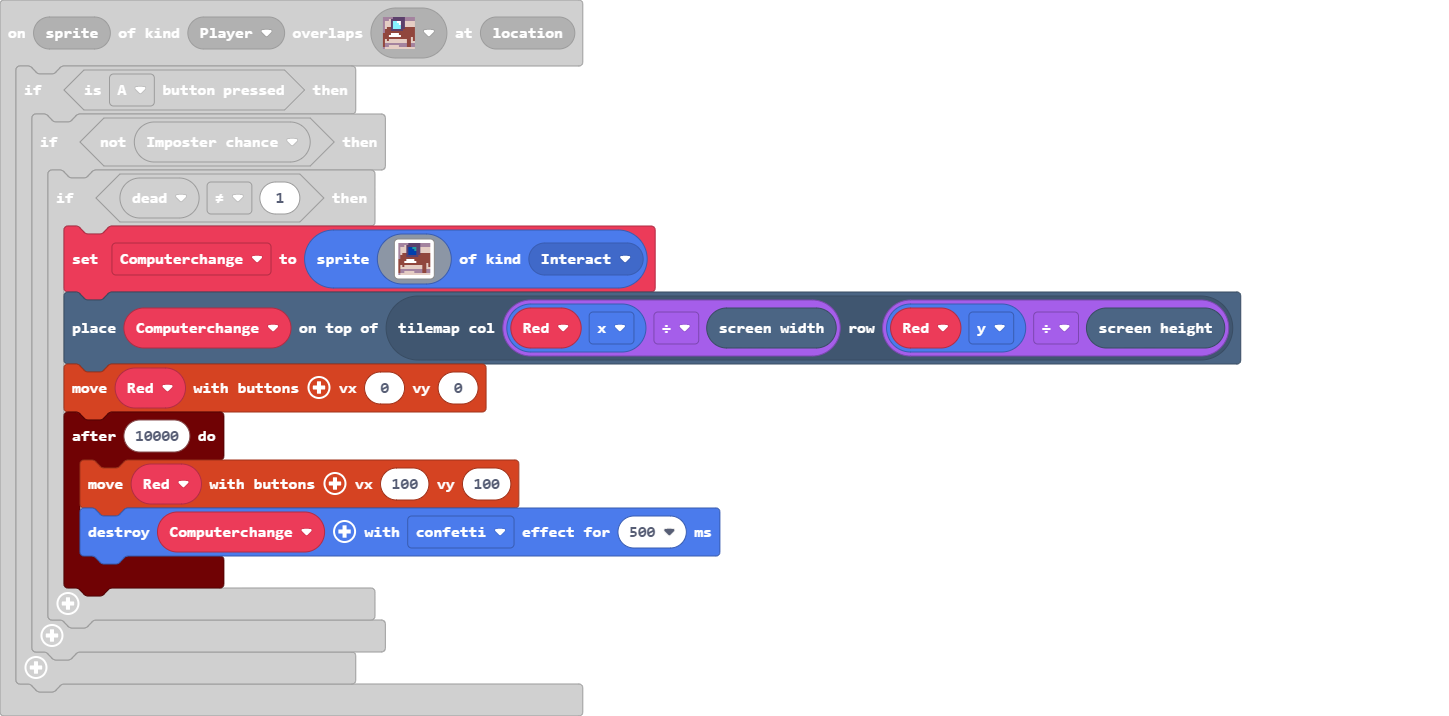 on sprite of kind Player overlaps at location
if is A button pressed then
if not Imposter chance then
if dead ≠ 1 then
set Computerchange to sprite of kind Interact
place Computerchange on top of tilemap col Red x ÷ screen width row Red y ÷ screen height
move Red with buttons vx 0 vy 0
after 10000 do
move Red with buttons vx 100 vy 100
destroy Computerchange with confetti effect for 500 ms